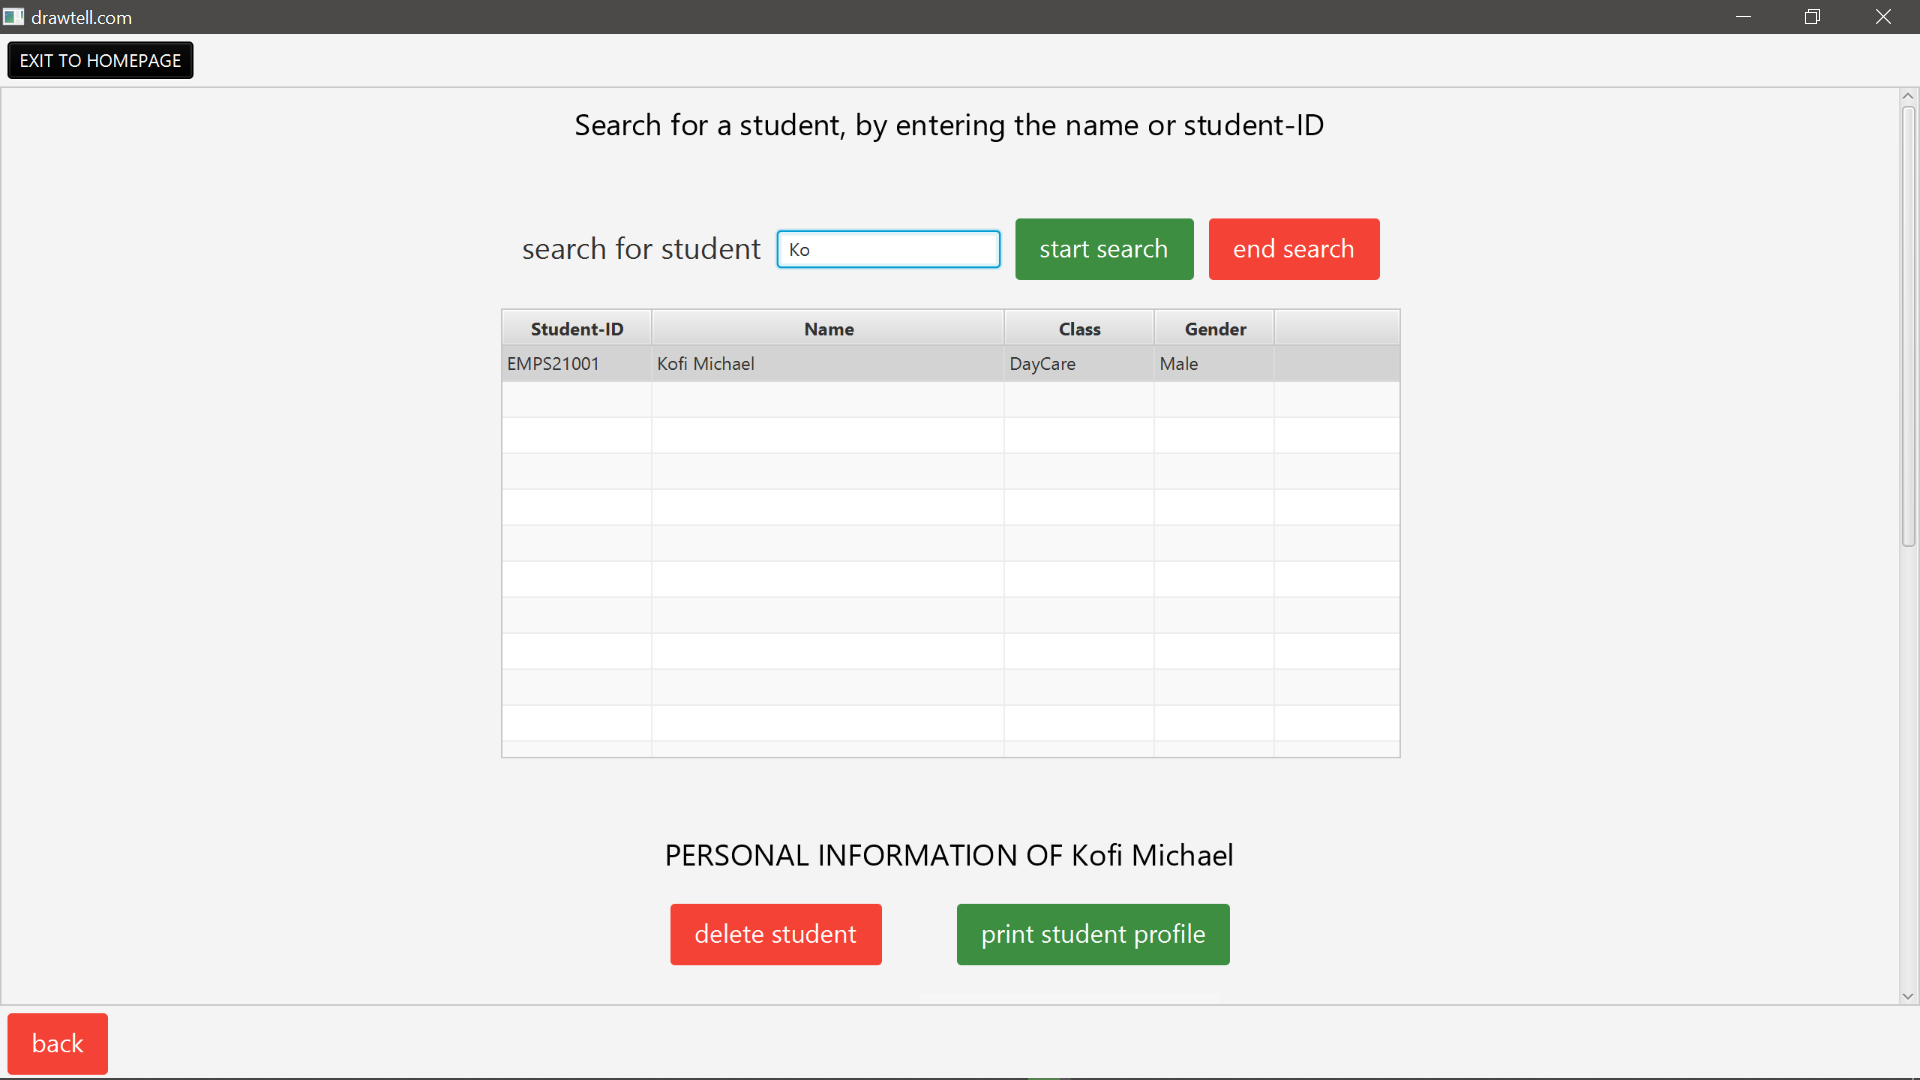 drawtell.com
EXIT TO HOMEPAGE
Search for a student, by entering the name or student-ID
search for student Ko start search end search
Student-ID Name Class Gender
EMPS21001 Kofi Michael DayCare Male
PERSONAL INFORMATION OF Kofi Michael
delete student print student profile
back